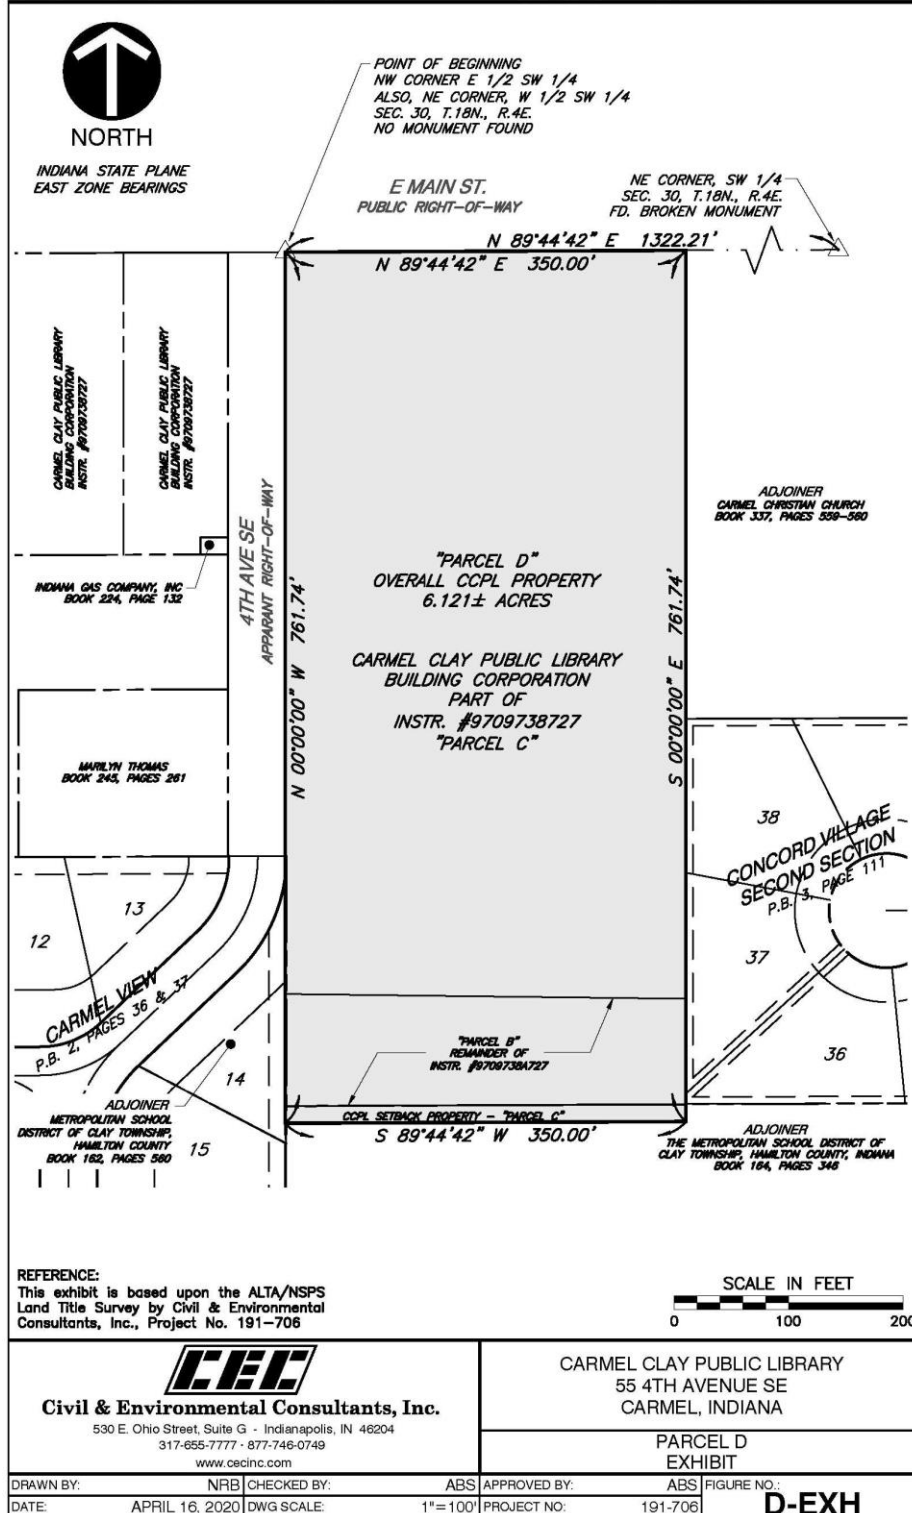 NORTH
INDIANA STATE PLANE
EAST ZONE BEARINGS
POINT OF BEGINNING
NW CORNER E 1/2 SW 1/4
ALSO, NE CORNER, W 1/2 SW 1/4
SEC. 30, T.18N., R.4E.
NO MONUMENT FOUND
E MAIN ST.
PUBLIC RIGHT-OF-WAY
NE CORNER, SW 1/4
SEC. 30, T.18N., R.4E.
FD. BROKEN MONUMENT
N 89°44'42" E 1322.21'
N 89°44'42" E 350.00'
CARMEL CLAY PUBLIC LIBRARY
BUILDING CORPORATION
INSTR. #9709738727
CARMEL CLAY PUBLIC LIBRARY
BUILDING CORPORATION
INSTR. #9709738727
INDIANA GAS COMPANY, INC
BOOK 224, PAGE 132
4TH AVE SE
APPARANT RIGHT-OF-WAY
N 00°00'00" W 761.74'
"PARCEL D"
OVERALL CCPL PROPERTY
6.121± ACRES
CARMEL CLAY PUBLIC LIBRARY
BUILDING CORPORATION
PART OF
INSTR. #9709738727
"PARCEL C"
S 00°00'00" E 761.74'
ADJOINER
CARMEL CHRISTIAN CHURCH
BOOK 337, PAGES 559-560
MARILYN THOMAS
BOOK 245, PAGES 261
38
CONCORD VILLAGE
SECOND SECTION
P.B. 3, PAGE 111
37
36
13
12
CARMEL VIEW
P.B. 2, PAGES 36 & 37
14
15
ADJOINER
METROPOLITAN SCHOOL
DISTRICT OF CLAY TOWNSHIP,
HAMILTON COUNTY
BOOK 162, PAGES 560
"PARCEL B"
REMAINDER OF
INSTR. #9709738A727
CCPL SETBACK PROPERTY - "PARCEL C"
S 89°44'42" W 350.00'
ADJOINER
THE METROPOLITAN SCHOOL DISTRICT OF
CLAY TOWNSHIP, HAMILTON COUNTY, INDIANA
BOOK 164, PAGES 346
REFERENCE:
This exhibit is based upon the ALTA/NSPS
Land Title Survey by Civil & Environmental
Consultants, Inc., Project No. 191-706
SCALE IN FEET
0 100 200
CEC
Civil & Environmental Consultants, Inc.
530 E. Ohio Street, Suite G - Indianapolis, IN 46204
317-655-7777 · 877-746-0749
www.cecinc.com
CARMEL CLAY PUBLIC LIBRARY
55 4TH AVENUE SE
CARMEL, INDIANA
PARCEL D
EXHIBIT
DRAWN BY: NRB CHECKED BY: ABS APPROVED BY: ABS FIGURE NO.:
DATE: APRIL 16, 2020 DWG SCALE: 1"=100' PROJECT NO: 191-706 D-EXH